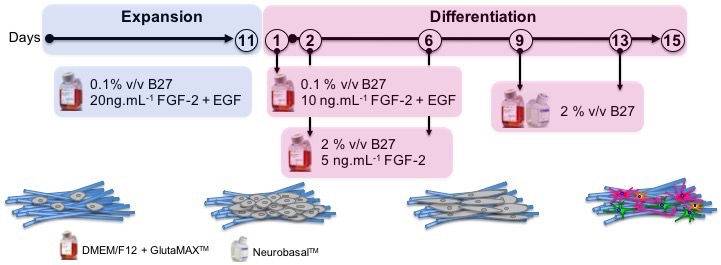 Expansion
Differentiation
Days
11
1
2
6
9
13
15
0.1% v/v B27
20ng.mL-1 FGF-2 + EGF
0.1% v/v B27
10 ng.mL-1 FGF-2 + EGF
2 % v/v B27
2 % v/v B27
5 ng.mL-1 FGF-2
DMEM/F12 + GlutaMAX™
Neurobasal™